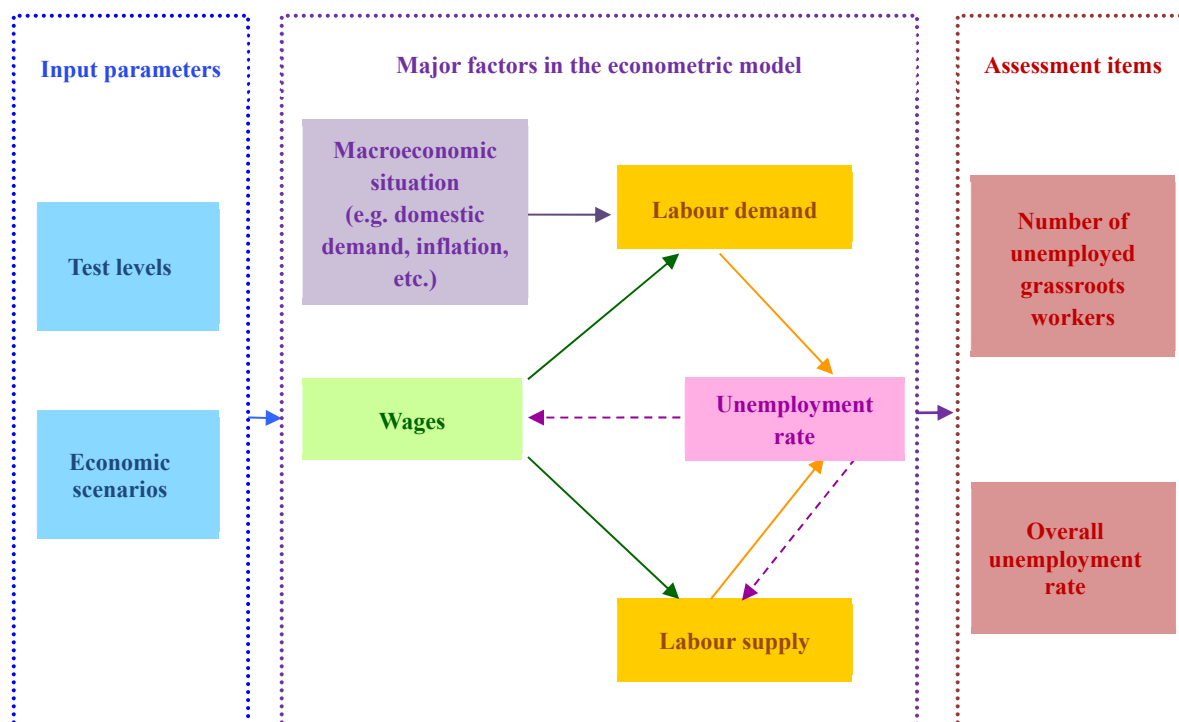 Input parameters
Test levels
Economic
scenarios
Major factors in the econometric model
Macroeconomic
situation
(e.g. domestic
demand, inflation,
etc.)
Labour demand
Wages
Unemployment
rate
Labour supply
Assessment items
Number of
unemployed
grassroots
workers
Overall
unemployment
rate